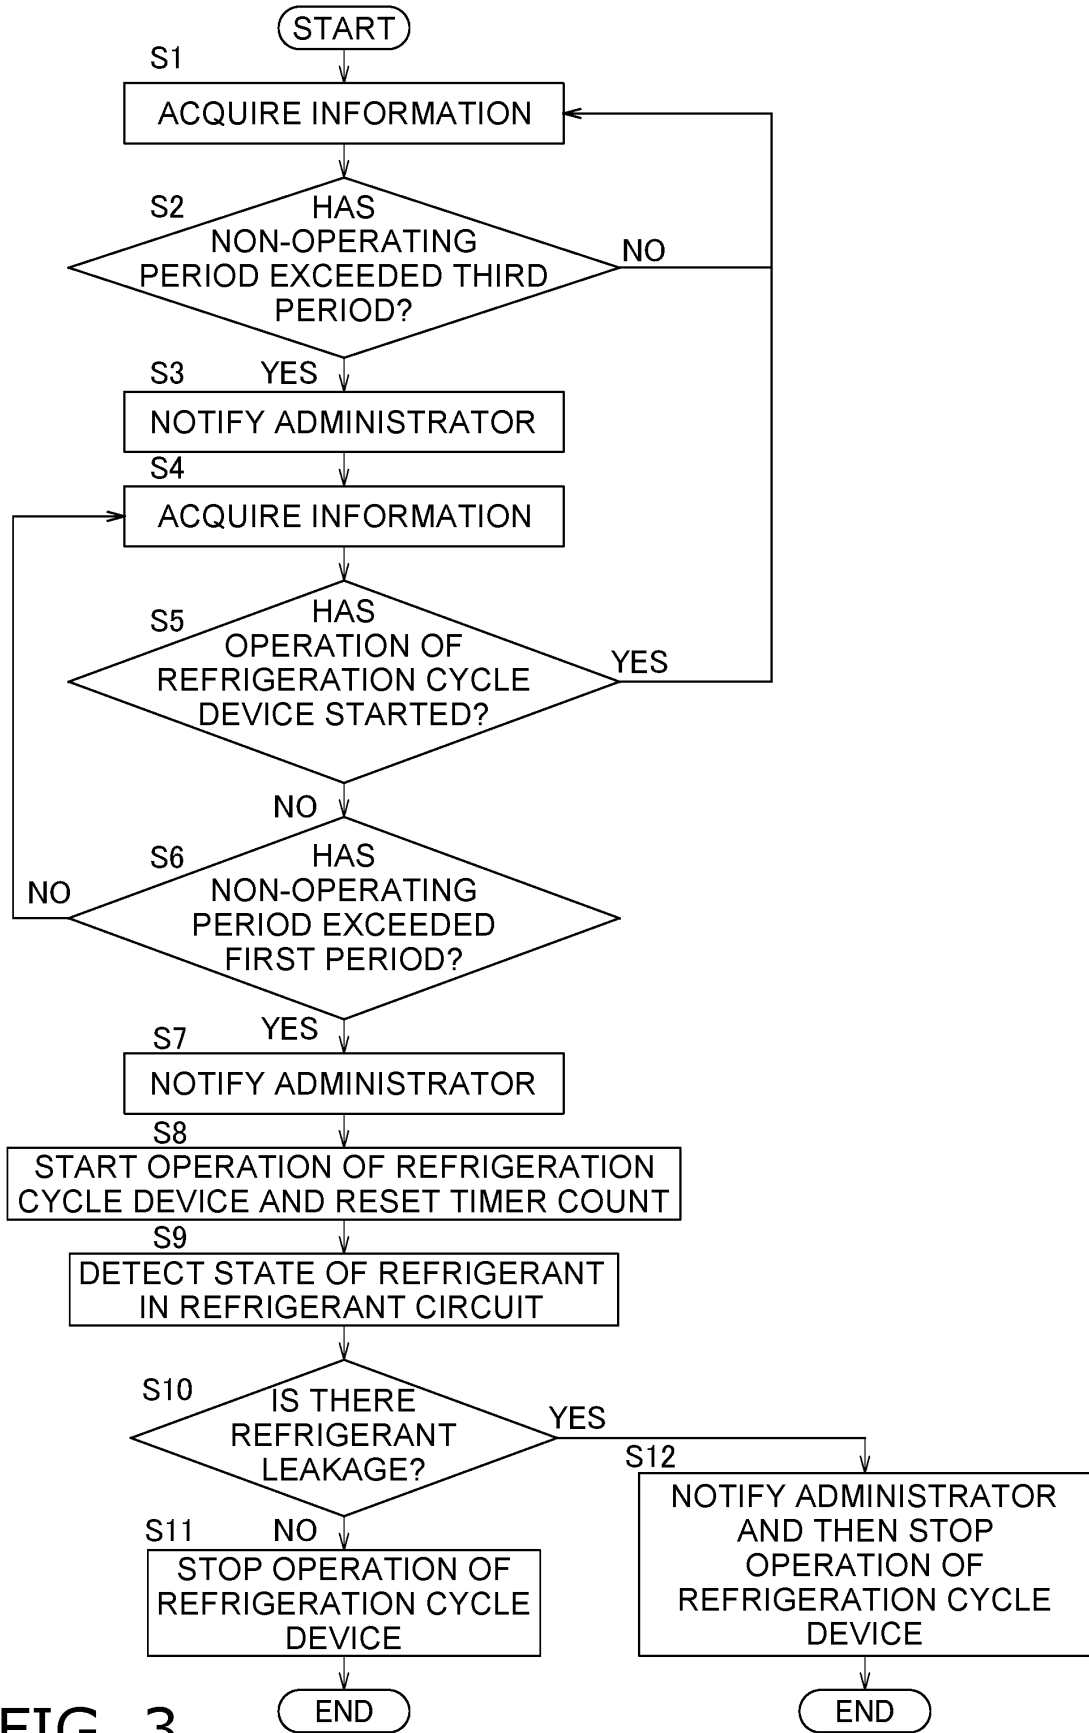 START
S1
ACQUIRE INFORMATION
S2
HAS
NON-OPERATING
PERIOD EXCEEDED THIRD
PERIOD?
NO
YES
S3
NOTIFY ADMINISTRATOR
S4
ACQUIRE INFORMATION
S5
HAS
OPERATION OF
REFRIGERATION CYCLE
DEVICE STARTED?
YES
NO
S6
HAS
NON-OPERATING
PERIOD EXCEEDED
FIRST PERIOD?
NO
YES
S7
NOTIFY ADMINISTRATOR
S8
START OPERATION OF REFRIGERATION
CYCLE DEVICE AND RESET TIMER COUNT
S9
DETECT STATE OF REFRIGERANT
IN REFRIGERANT CIRCUIT
S10
IS THERE
REFRIGERANT
LEAKAGE?
YES
NO
S11
STOP OPERATION OF
REFRIGERATION CYCLE
DEVICE
END
S12
NOTIFY ADMINISTRATOR
AND THEN STOP
OPERATION OF
REFRIGERATION CYCLE
DEVICE
END
FIG. 3